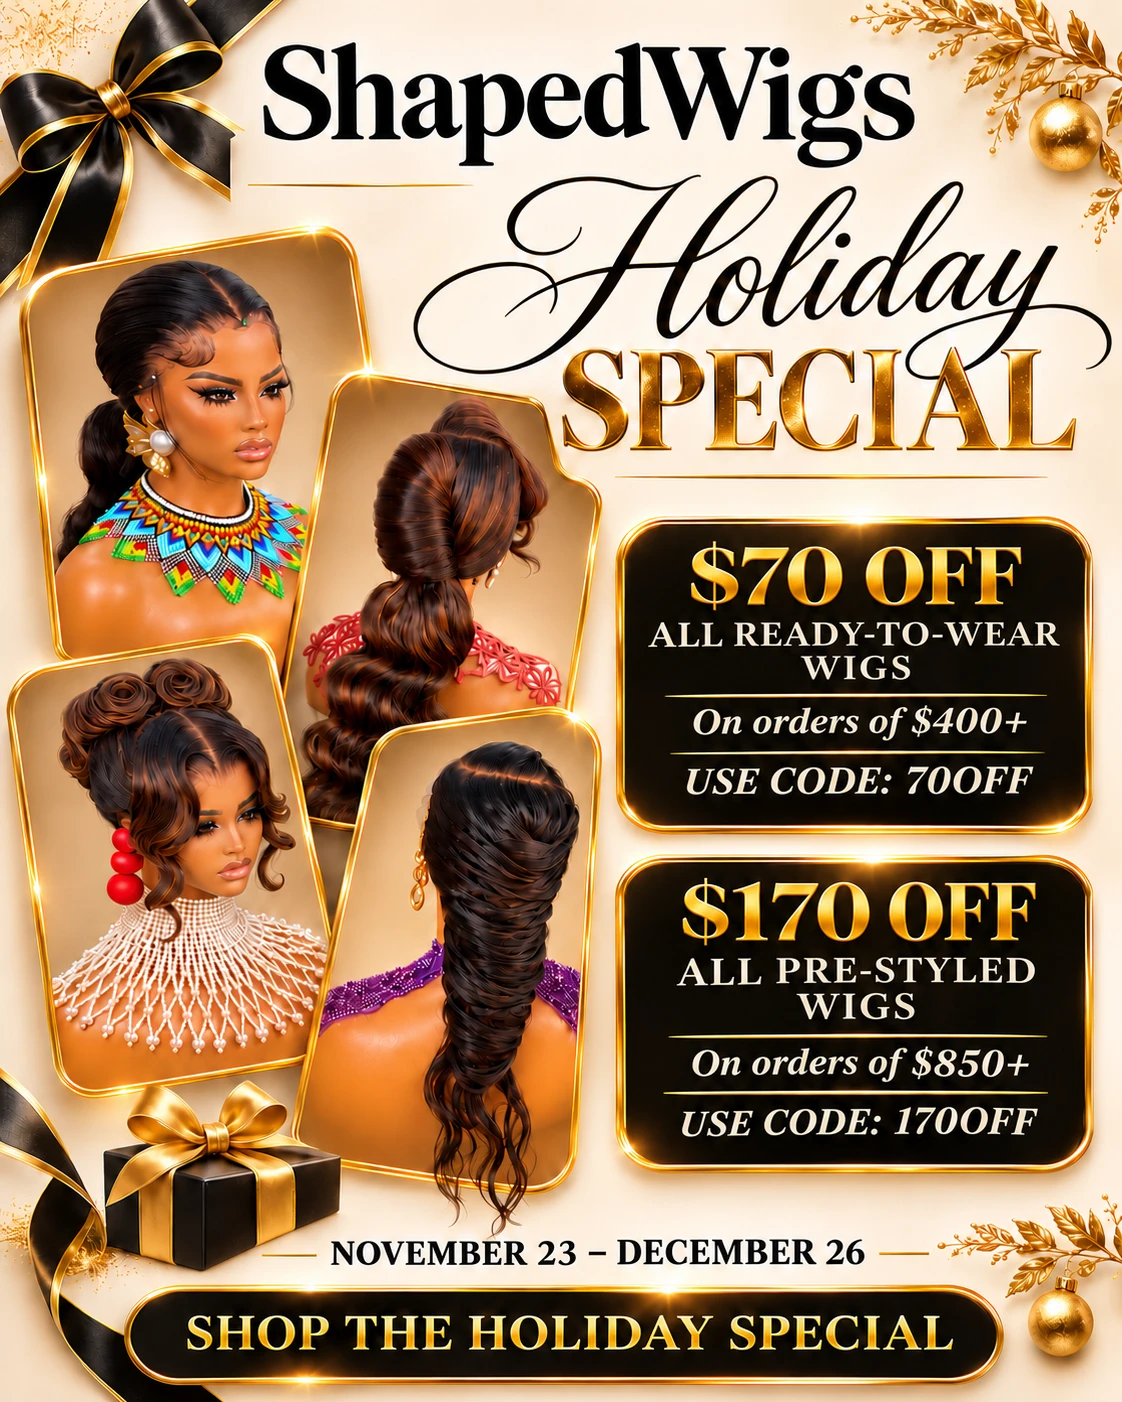 ShapedWigs
Holiday
SPECIAL
$70 OFF
ALL READY-TO-WEAR
WIGS
On orders of $400+
USE CODE: 70OFF
$170 OFF
ALL PRE-STYLED
WIGS
On orders of $850+
USE CODE: 170OFF
NOVEMBER 23 – DECEMBER 26
SHOP THE HOLIDAY SPECIAL